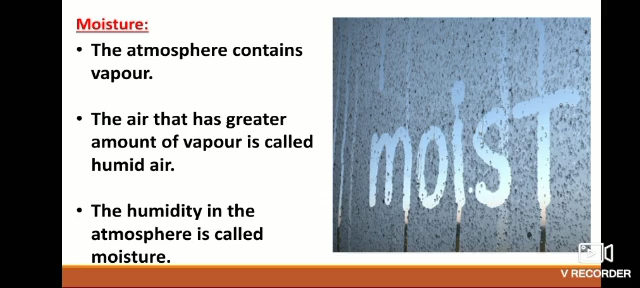 Moisture:
• The atmosphere contains
vapour.
• The air that has greater
amount of vapour is called
humid air.
• The humidity in the
atmosphere is called
moisture.
moisT
V RECORDER